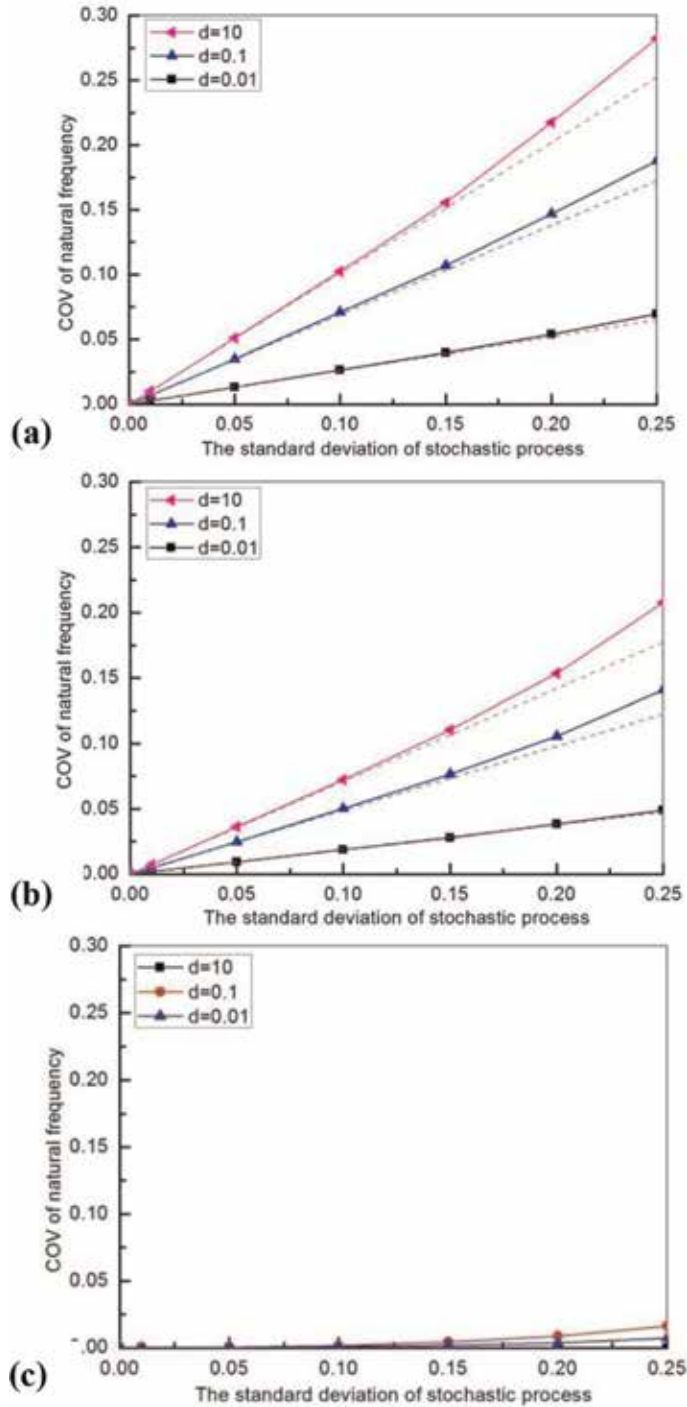 0.30
d=10
d=0.1
d=0.01
0.25
0.20
0.15
0.10
0.05
0.00
COV of natural frequency
0.00 0.05 0.10 0.15 0.20 0.25
The standard deviation of stochastic process
(a)
0.30
d=10
d=0.1
d=0.01
0.25
0.20
0.15
0.10
0.05
0.00
COV of natural frequency
0.00 0.05 0.10 0.15 0.20 0.25
The standard deviation of stochastic process
(b)
0.30
d=10
d=0.1
d=0.01
0.25
0.20
0.15
0.10
0.05
-.00
COV of natural frequency
0.00 0.05 0.10 0.15 0.20 0.25
The standard deviation of stochastic process
(c)